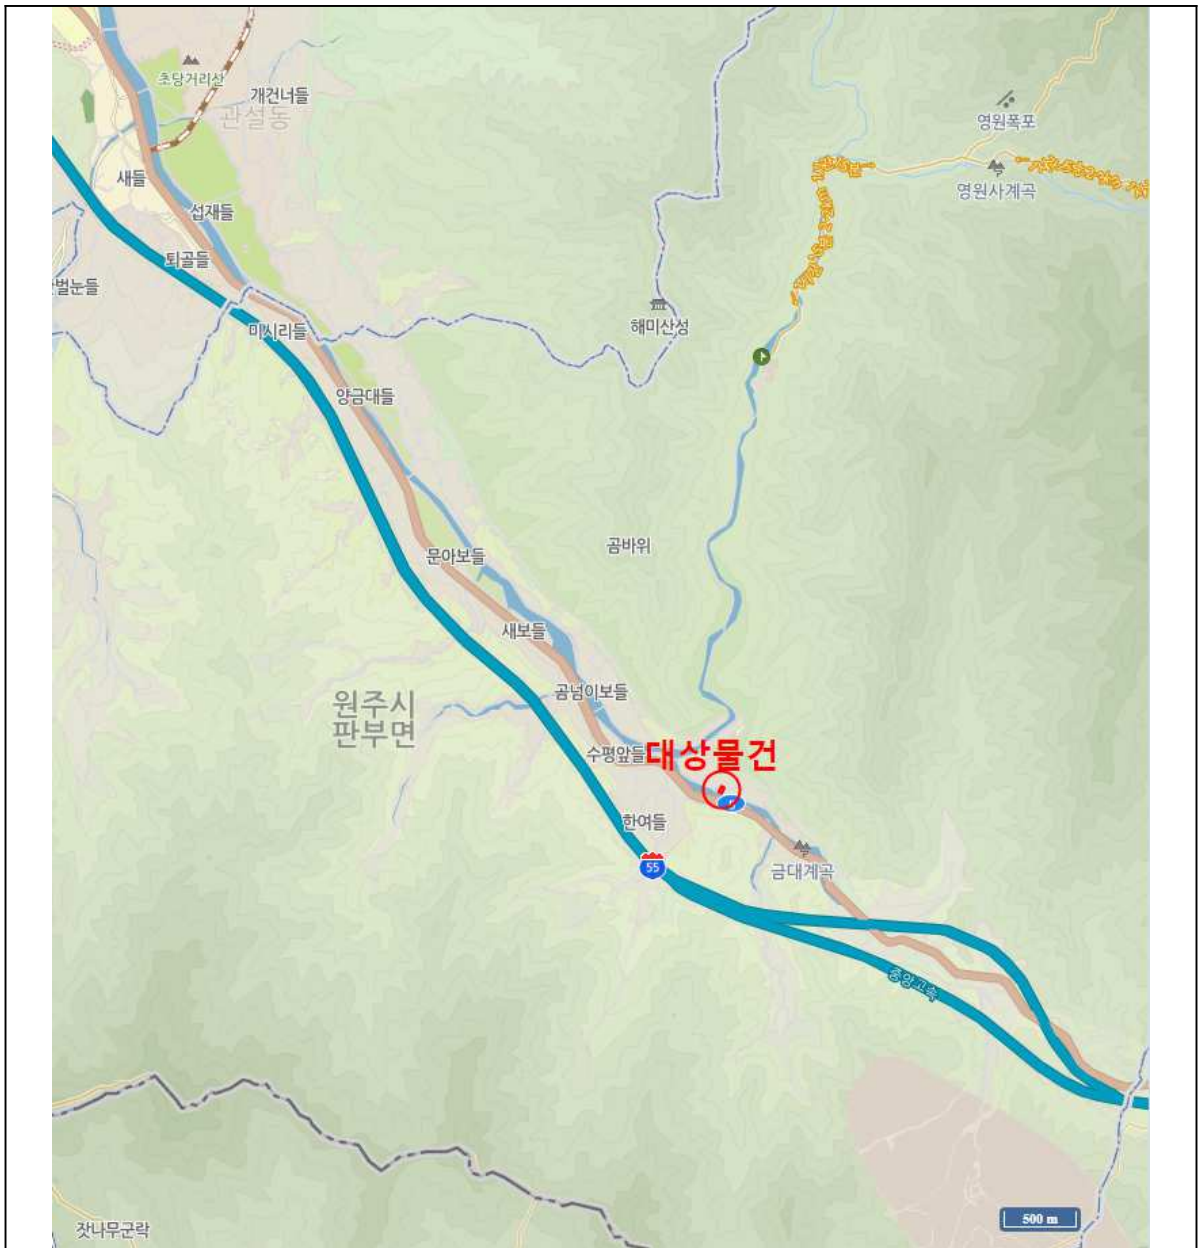 초당거리산
개건너들
관설동
영원폭포
새들
영원사계곡
섭재들
퇴골들
벌눈들
해미산성
미시리들
양금대들
곰바위
문아보들
새보들
곰넘이보들
원주시
판부면
수평앞들
대상물건
한여들
55
금대계곡
중앙고속
500 m
잣나무군락